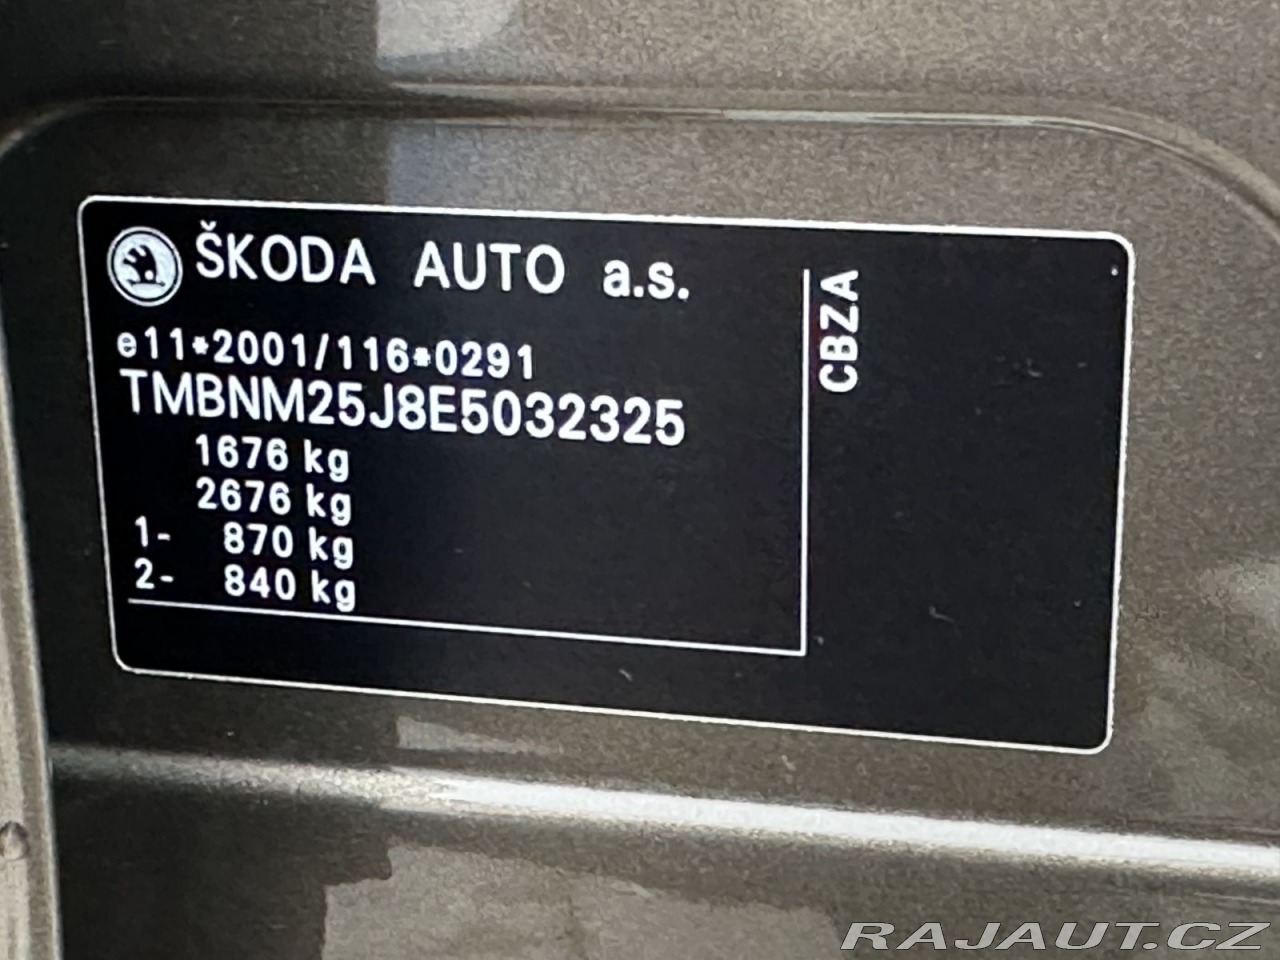 ŠKODA AUTO a.s.
e11*2001/116*0291
TMBNM25J8E5032325
1676 kg
2676 kg
1- 870 kg
2- 840 kg
CBZA
RAJAUT.CZ